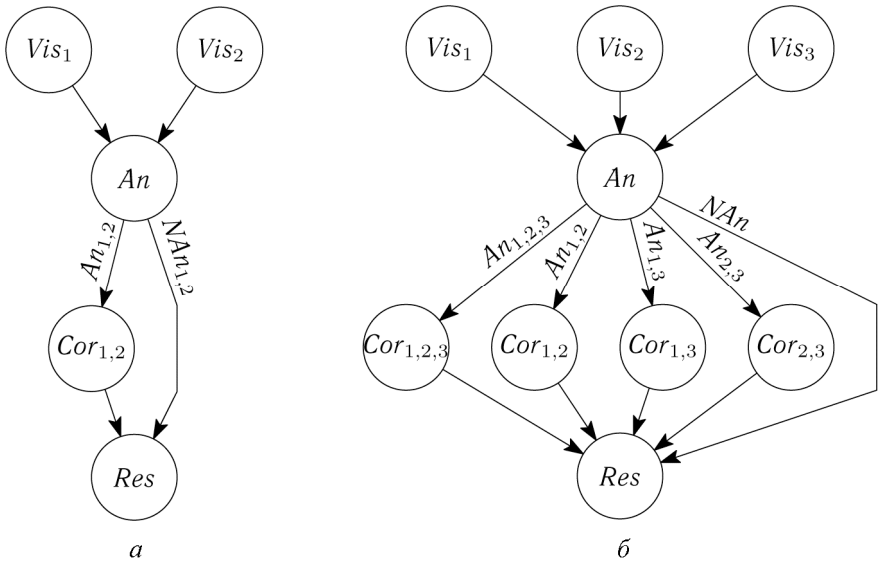 Vis₁ Vis₂ Vis₁ Vis₂ Vis₃
An An
An₁,₂ NAn₁,₂ An₁,₂,₃ An₁,₂ An₁,₃ An₂,₃ NAn
Cor₁,₂ Cor₁,₂,₃ Cor₁,₂ Cor₁,₃ Cor₂,₃
Res Res
а б